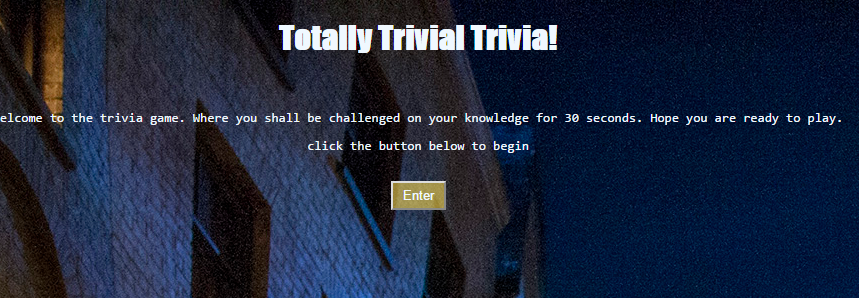 Totally Trivial Trivia!
elcome to the trivia game. Where you shall be challenged on your knowledge for 30 seconds. Hope you are ready to play.
click the button below to begin
Enter